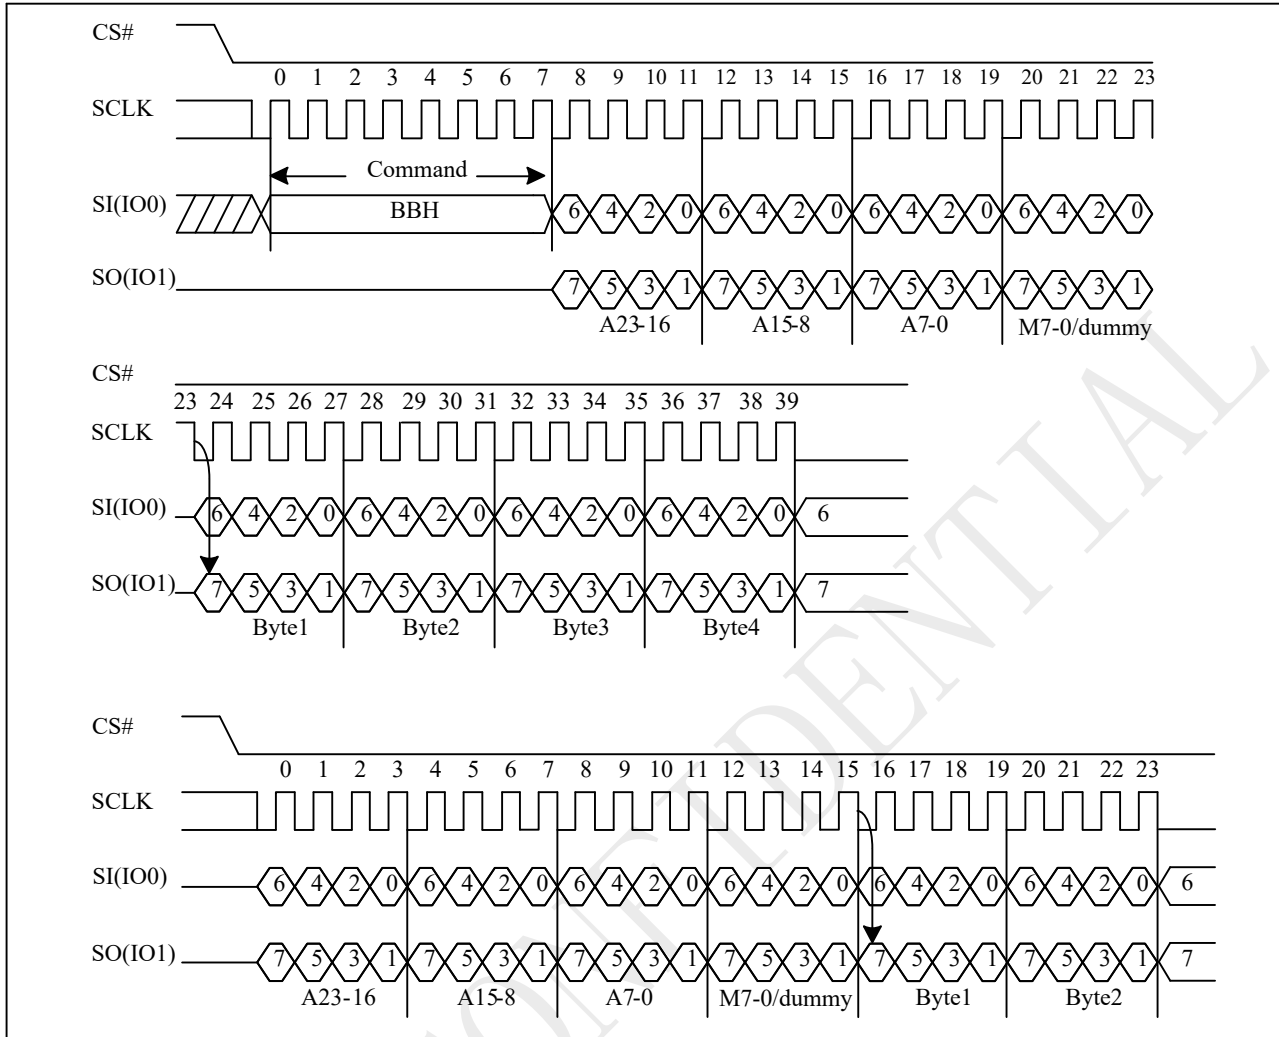 CS#
0 1 2 3 4 5 6 7 8 9 10 11 12 13 14 15 16 17 18 19 20 21 22 23
SCLK
Command
SI(IO0) BBH 6 4 2 0 6 4 2 0 6 4 2 0 6 4 2 0
SO(IO1) 7 5 3 1 7 5 3 1 7 5 3 1 7 5 3 1
A23-16 A15-8 A7-0 M7-0/dummy
CS#
23 24 25 26 27 28 29 30 31 32 33 34 35 36 37 38 39
SCLK
SI(IO0) 6 4 2 0 6 4 2 0 6 4 2 0 6 4 2 0 6
SO(IO1) 7 5 3 1 7 5 3 1 7 5 3 1 7 5 3 1 7
Byte1 Byte2 Byte3 Byte4
CS#
0 1 2 3 4 5 6 7 8 9 10 11 12 13 14 15 16 17 18 19 20 21 22 23
SCLK
SI(IO0) 6 4 2 0 6 4 2 0 6 4 2 0 6 4 2 0 6 4 2 0 6 4 2 0 6
SO(IO1) 7 5 3 1 7 5 3 1 7 5 3 1 7 5 3 1 7 5 3 1 7 5 3 1 7
A23-16 A15-8 A7-0 M7-0/dummy Byte1 Byte2
ONFIDENTIAL